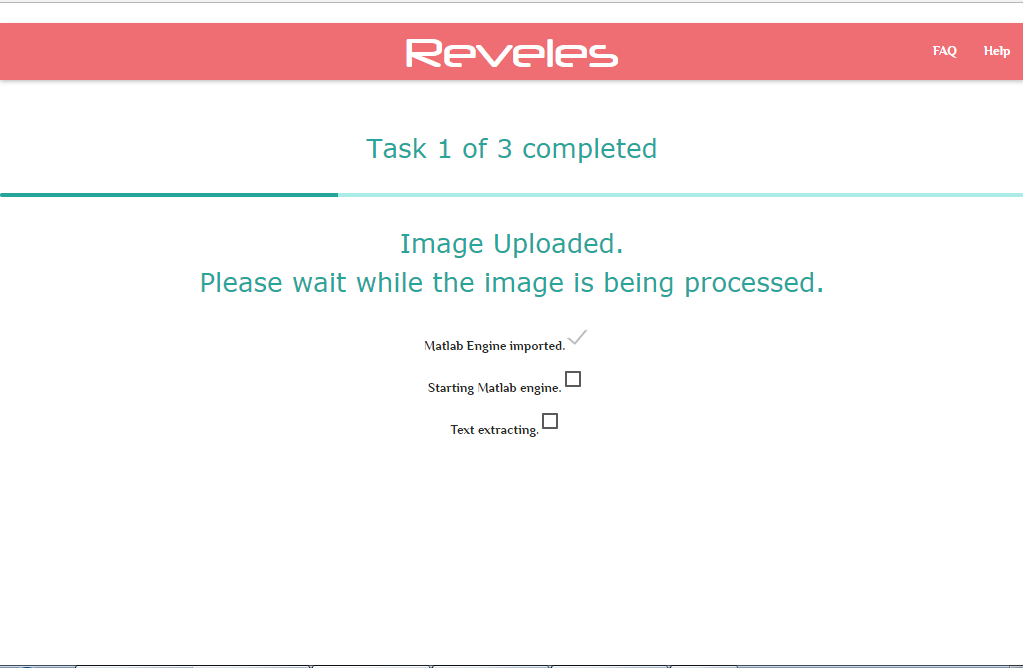 Reveles
FAQ Help
Task 1 of 3 completed
Image Uploaded.
Please wait while the image is being processed.
Matlab Engine imported.
Starting Matlab engine.
Text extracting.